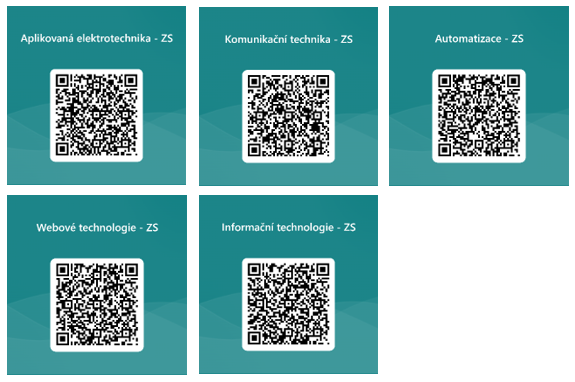 Aplikovaná elektrotechnika - ZS
Komunikační technika - ZS
Automatizace - ZS
Webové technologie - ZS
Informační technologie - ZS